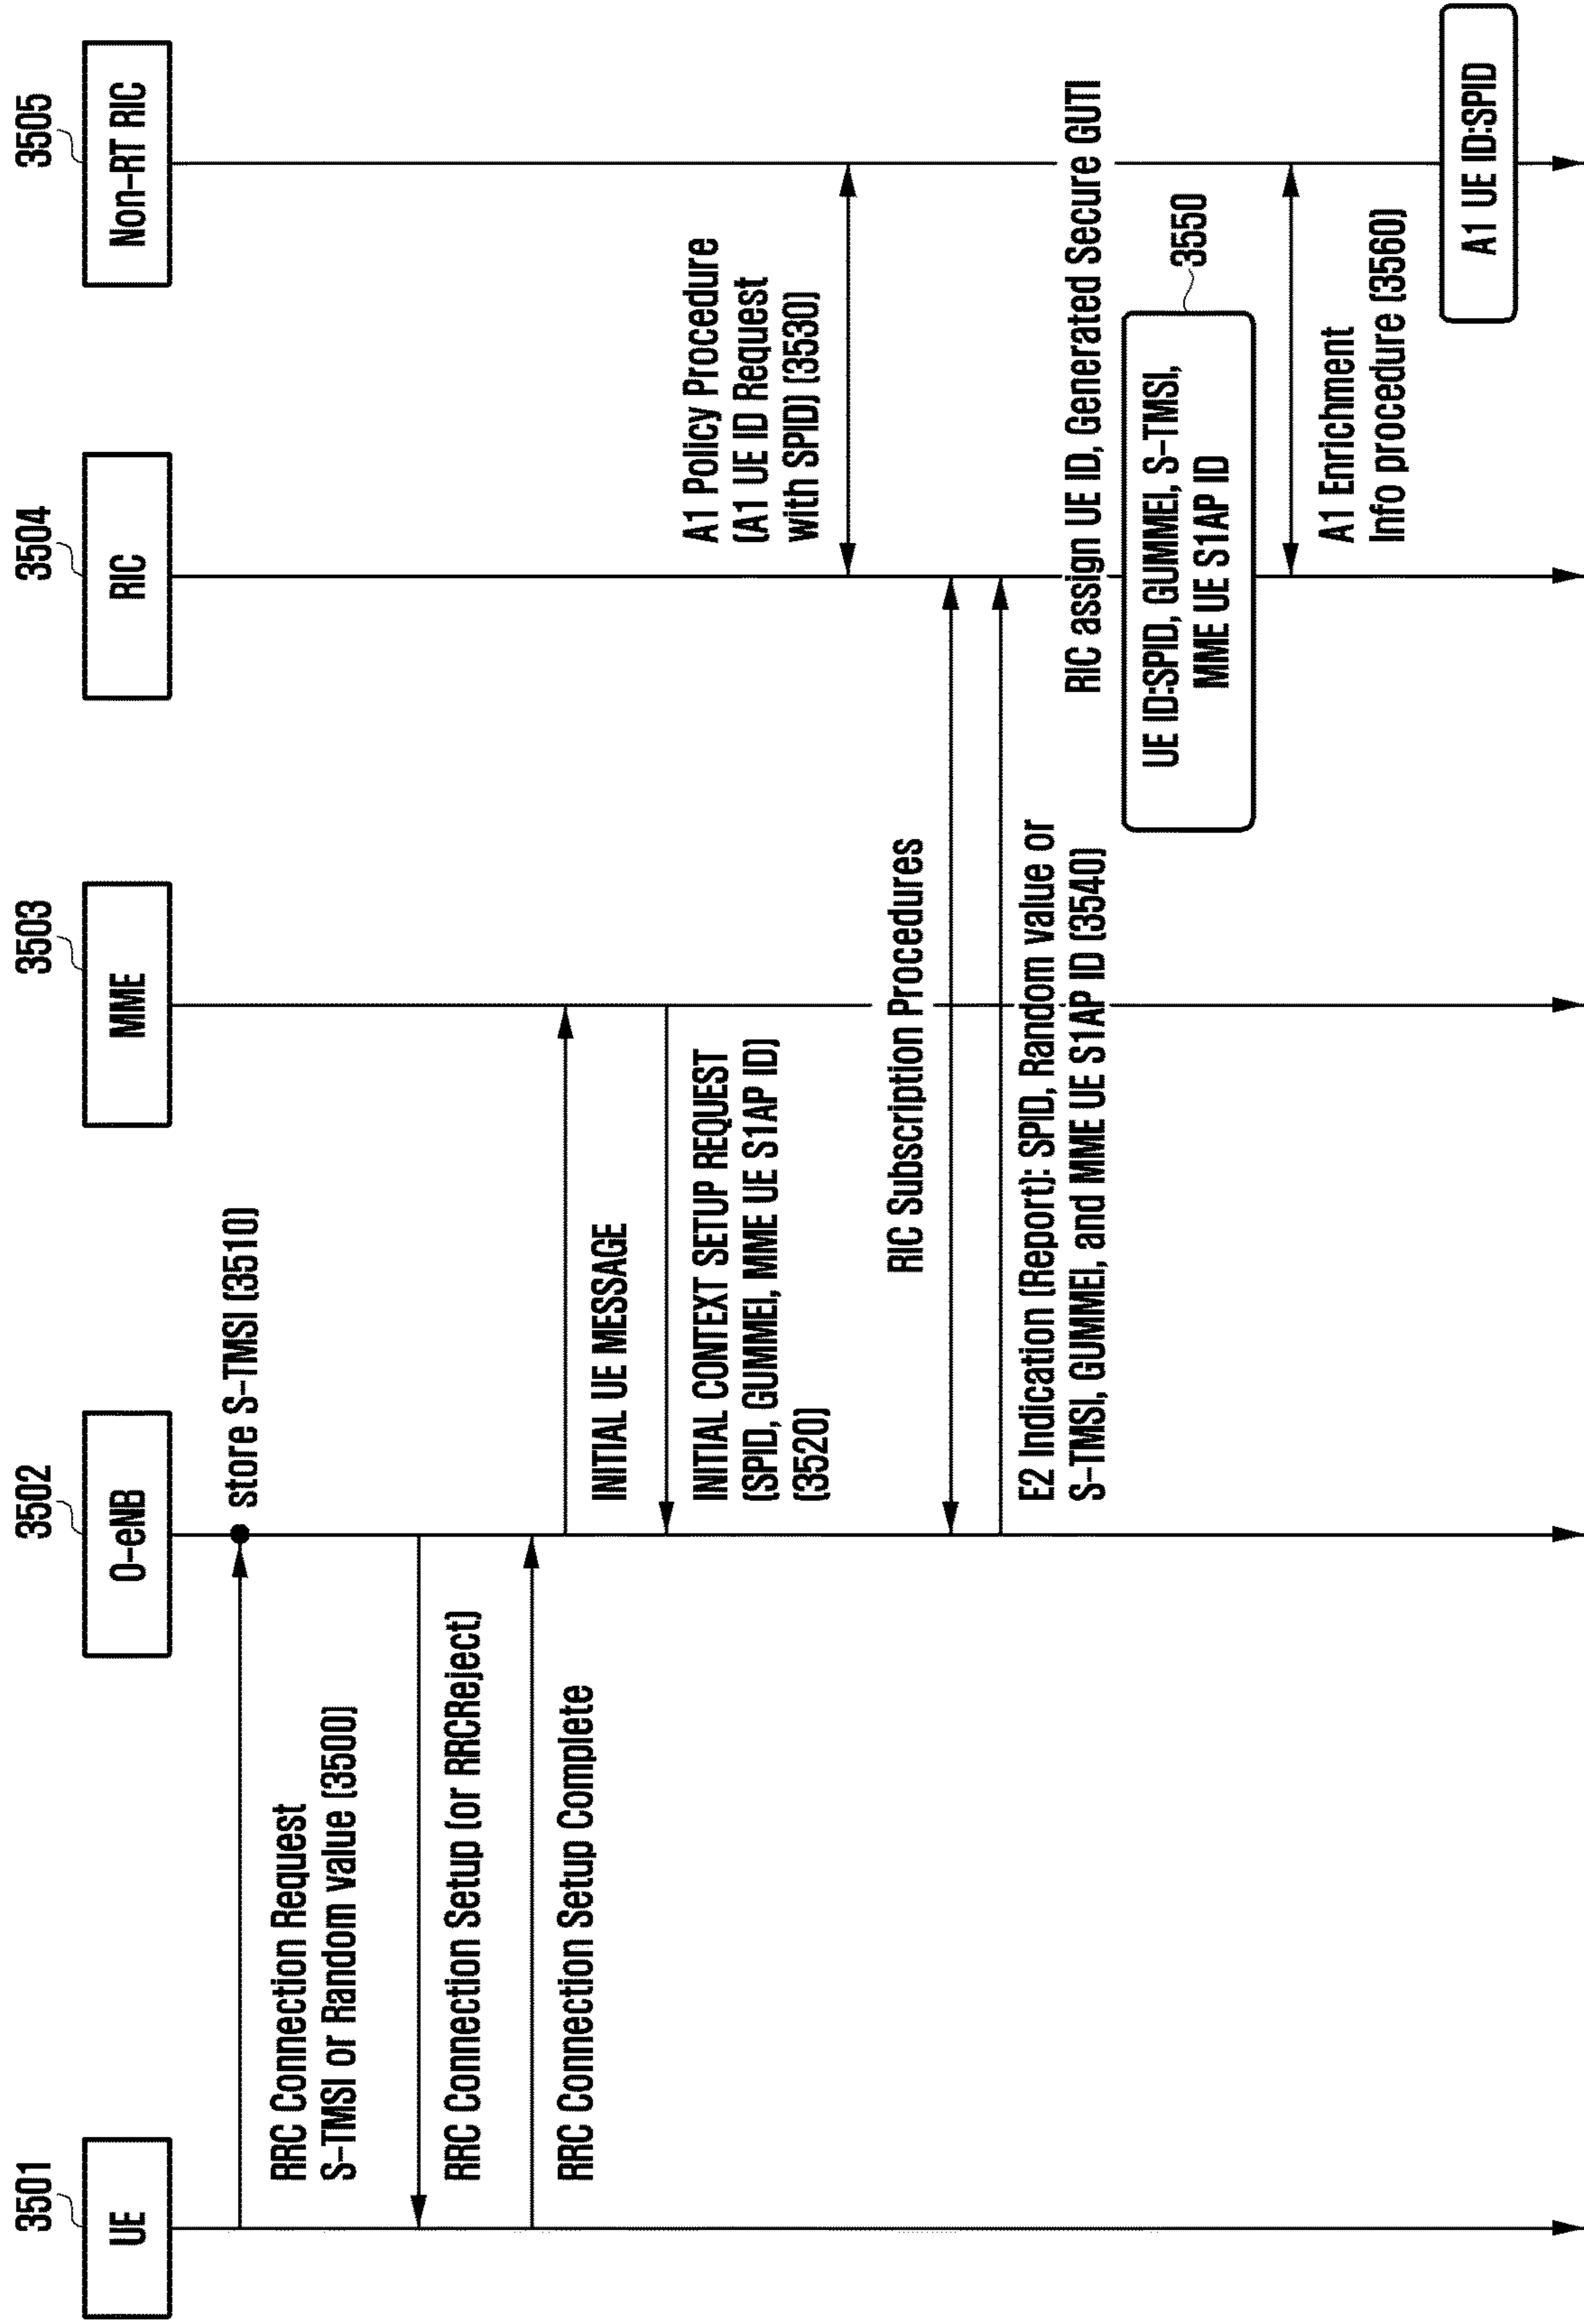 3501
UE
3502
O-eNB
3503
MME
3504
RIC
3505
Non-RT RIC
store S-TMSI (3510)
RRC Connection Request
S-TMSI or Random value (3500)
RRC Connection Setup (or RRCReject)
RRC Connection Setup Complete
INITIAL UE MESSAGE
INITIAL CONTEXT SETUP REQUEST
(SPID, GUMMEI, MME UE S1AP ID)
(3520)
A1 Policy Procedure
(A1 UE ID Request
with SPID) (3530)
RIC Subscription Procedures
E2 Indication (Report): SPID, Random value or
S-TMSI, GUMMEI, and MME UE S1AP ID (3540)
RIC assign UE ID, Generated Secure GUTI
UE ID:SPID, GUMMEI, S-TMSI,
MME UE S1AP ID
3550
A1 Enrichment
Info procedure (3560)
A1 UE ID:SPID